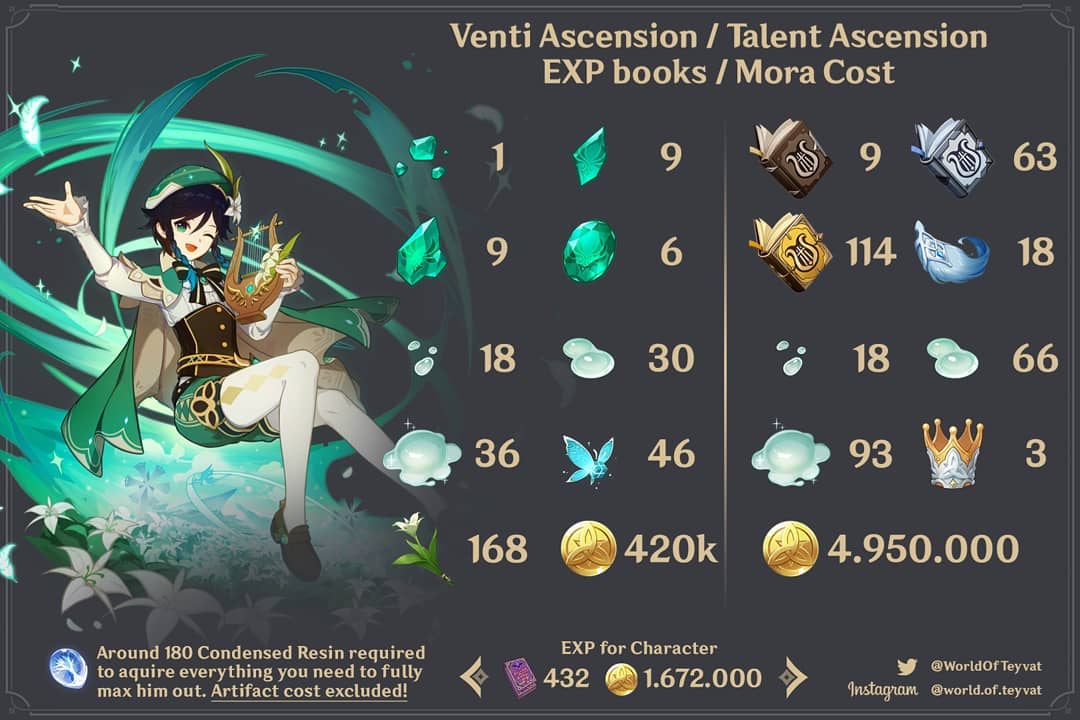 Venti Ascension / Talent Ascension
EXP books / Mora Cost
1 9
9 6
18 30
36 46
168 420k
9 63
114 18
18 66
93 3
4.950.000
Around 180 Condensed Resin required
to aquire everything you need to fully
max him out. Artifact cost excluded!
EXP for Character
432 1.672.000
@WorldOfTeyvat
Instagram @world.of.teyvat